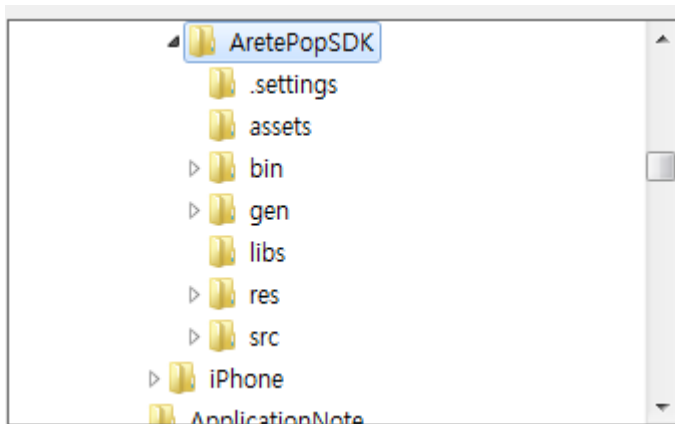 AretePopSDK
.settings
assets
bin
gen
libs
res
src
iPhone
ApplicationNote